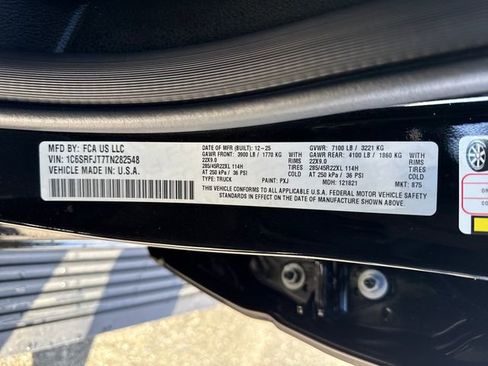 MFD BY: FCA US LLC
VIN: 1C6SRFJT7TN282548
VEHICLE MADE IN: U.S.A.
DATE OF MFR (BUILT): 12-25 GVWR: 7100 LB / 3221 KG
GAWR FRONT: 3900 LB / 1770 KG WITH GAWR REAR: 4100 LB / 1860 KG WITH
22X9.0 RIMS 22X9.0 RIMS
285/45R22XL 114H TIRES 285/45R22XL 114H TIRES
AT 250 kPa / 36 PSI COLD AT 250 kPa / 36 PSI COLD
TYPE: TRUCK PXJ MDH: 121821 MKT: 875
THIS VEHICLE CONFORMS TO ALL APPLICABLE U.S.A. FEDERAL MOTOR VEHICLE SAFETY
STANDARDS IN EFFECT ON THE DATE OF MANUFACTURE SHOWN ABOVE.